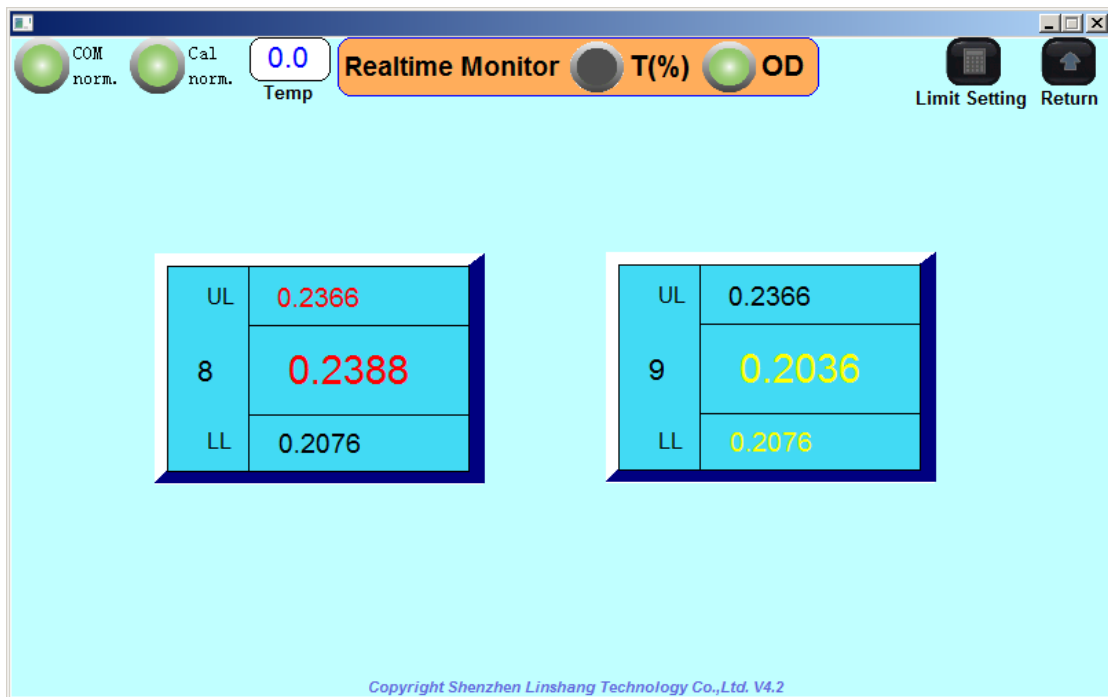 COM norm.
Cal norm.
0.0
Temp
Realtime Monitor T(%) OD
Limit Setting
Return
UL 0.2366
8 0.2388
LL 0.2076
UL 0.2366
9 0.2036
LL 0.2076
Copyright Shenzhen Linshang Technology Co.,Ltd. V4.2